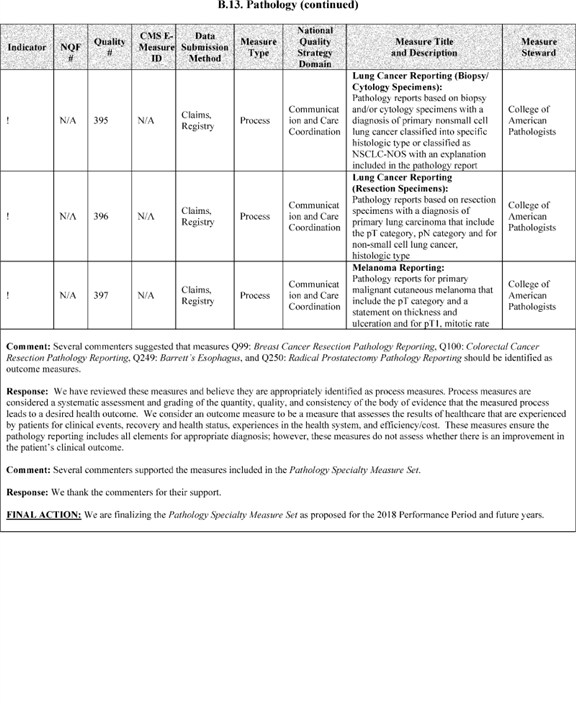 B.13. Pathology (continued)
Indicator
NQF
#
Quality
#
CMS E-
Measure
ID
Data
Submission
Method
Measure
Type
National
Quality
Strategy
Domain
Measure Title
and Description
Measure
Steward
!
N/A
395
N/A
Claims,
Registry
Process
Communicat
ion and Care
Coordination
Lung Cancer Reporting (Biopsy/
Cytology Specimens):
Pathology reports based on biopsy
and/or cytology specimens with a
diagnosis of primary nonsmall cell
lung cancer classified into specific
histologic type or classified as
NSCLC-NOS with an explanation
included in the pathology report
College of
American
Pathologists
!
N/A
396
N/A
Claims,
Registry
Process
Communicat
ion and Care
Coordination
Lung Cancer Reporting
(Resection Specimens):
Pathology reports based on resection
specimens with a diagnosis of
primary lung carcinoma that include
the pT category, pN category and for
non-small cell lung cancer,
histologic type
College of
American
Pathologists
!
N/A
397
N/A
Claims,
Registry
Process
Communicat
ion and Care
Coordination
Melanoma Reporting:
Pathology reports for primary
malignant cutaneous melanoma that
include the pT category and a
statement on thickness and
ulceration and for pT1, mitotic rate
College of
American
Pathologists
Comment: Several commenters suggested that measures Q99: Breast Cancer Resection Pathology Reporting, Q100: Colorectal Cancer
Resection Pathology Reporting, Q249: Barrett's Esophagus, and Q250: Radical Prostatectomy Pathology Reporting should be identified as
outcome measures.
Response: We have reviewed these measures and believe they are appropriately identified as process measures. Process measures are
considered a systematic assessment and grading of the quantity, quality, and consistency of the body of evidence that the measured process
leads to a desired health outcome. We consider an outcome measure to be a measure that assesses the results of healthcare that are experienced
by patients for clinical events, recovery and health status, experiences in the health system, and efficiency/cost. These measures ensure the
pathology reporting includes all elements for appropriate diagnosis; however, these measures do not assess whether there is an improvement in
the patient's clinical outcome.
Comment: Several commenters supported the measures included in the Pathology Specialty Measure Set.
Response: We thank the commenters for their support.
FINAL ACTION: We are finalizing the Pathology Specialty Measure Set as proposed for the 2018 Performance Period and future years.